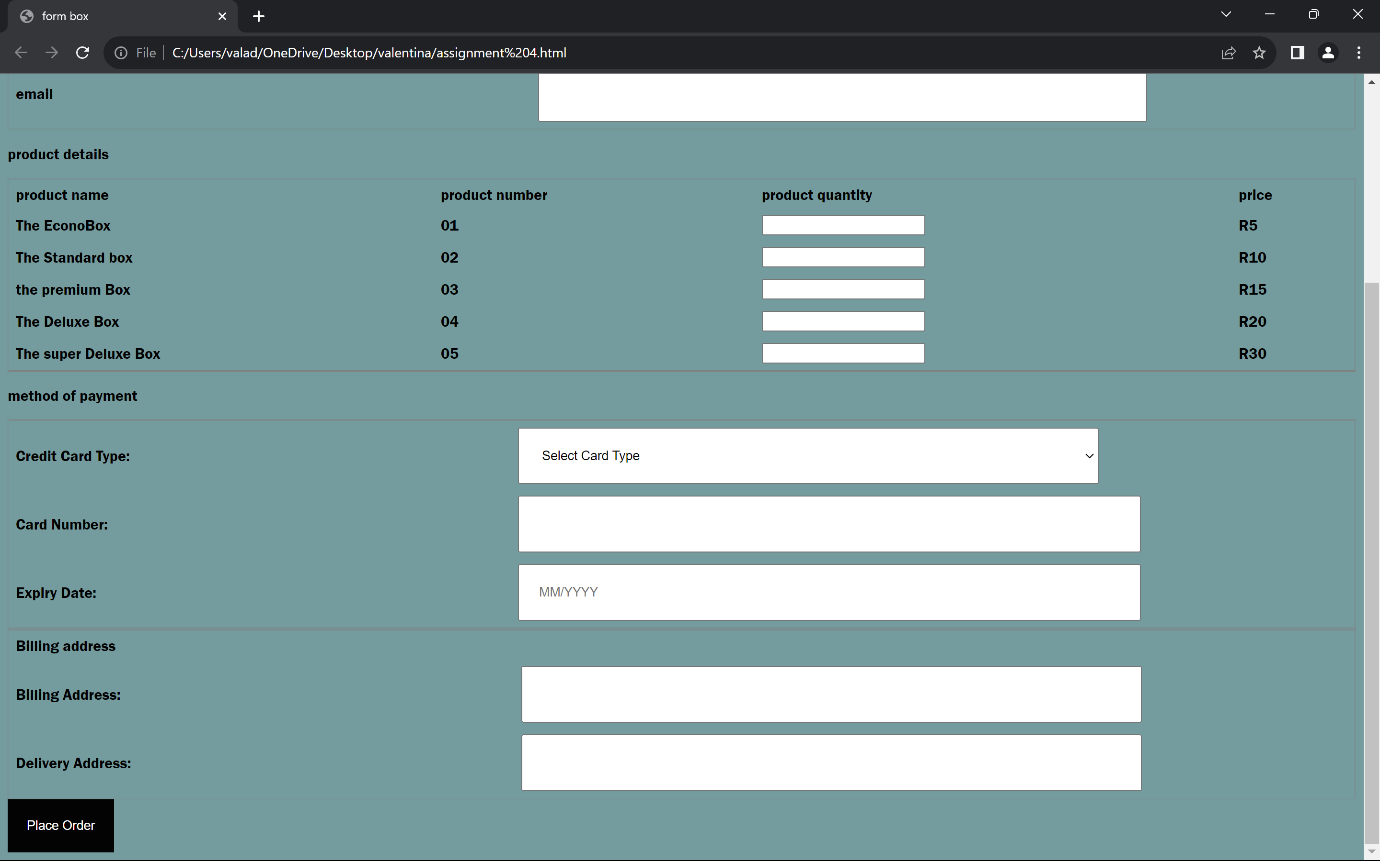 form box
File C:/Users/valad/OneDrive/Desktop/valentina/assignment%204.html
email
product details
product name product number product quantity price
The EconoBox 01 R5
The Standard box 02 R10
the premium Box 03 R15
The Deluxe Box 04 R20
The super Deluxe Box 05 R30
method of payment
Credit Card Type: Select Card Type
Card Number:
Expiry Date: MM/YYYY
Billing address
Billing Address:
Delivery Address:
Place Order